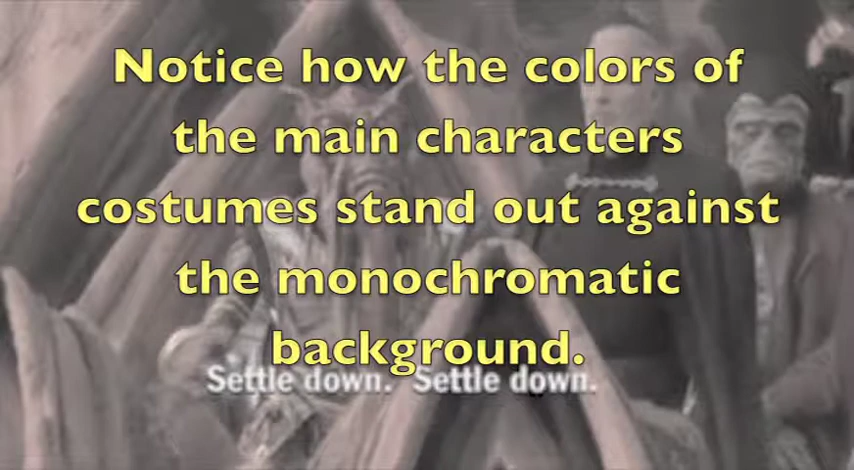 Notice how the colors of
the main characters
costumes stand out against
the monochromatic
background.
Settle down. Settle down.